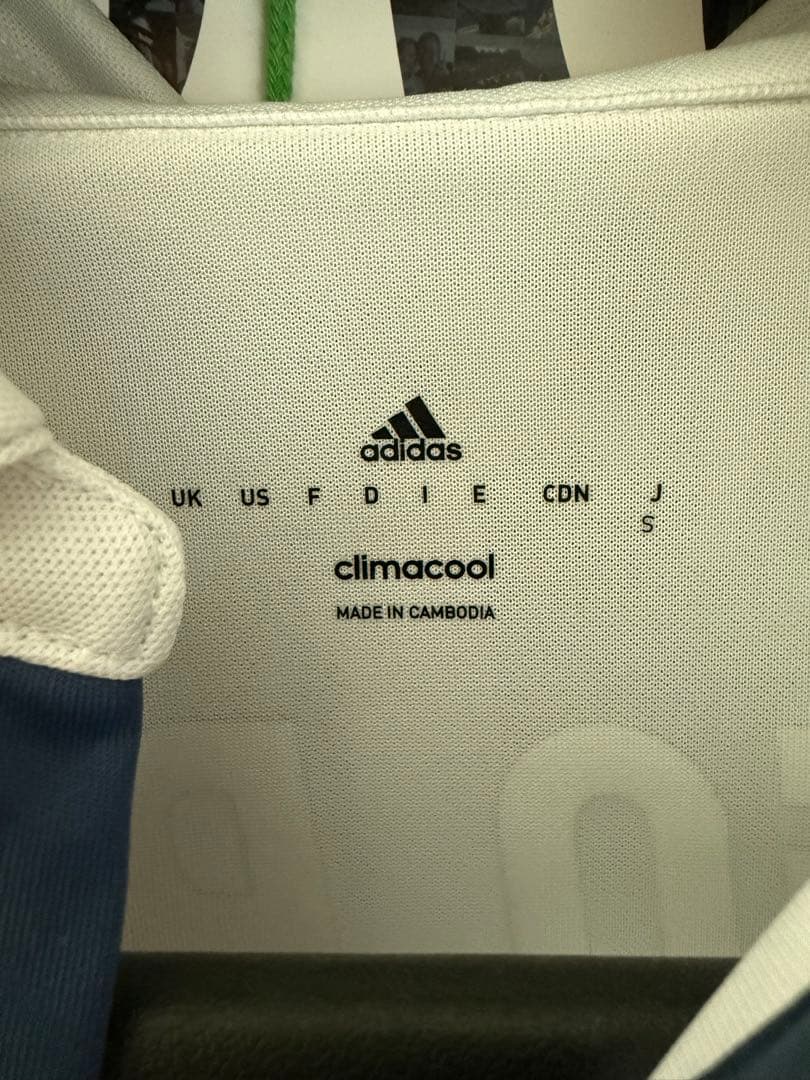 adidas
UK US F D I E CDN J
S
climacool
MADE IN CAMBODIA